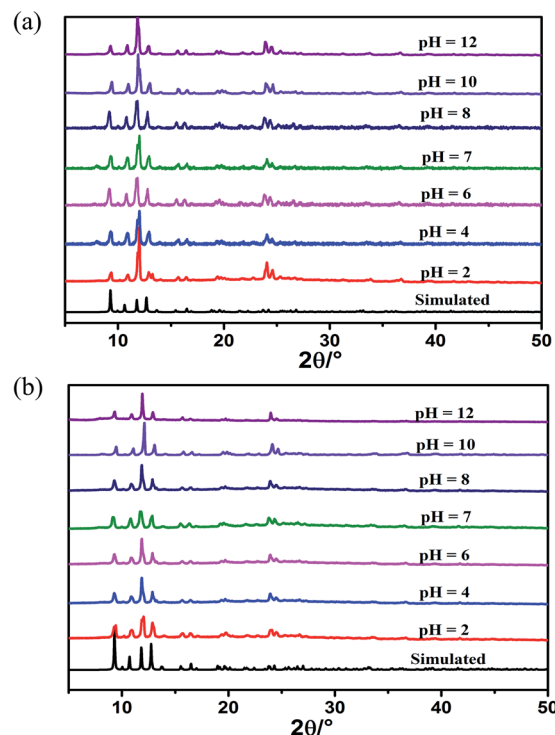 (a)
pH = 12
pH = 10
pH = 8
pH = 7
pH = 6
pH = 4
pH = 2
Simulated
10 20 30 40 50
2θ/°
(b)
pH = 12
pH = 10
pH = 8
pH = 7
pH = 6
pH = 4
pH = 2
Simulated
10 20 30 40 50
2θ/°